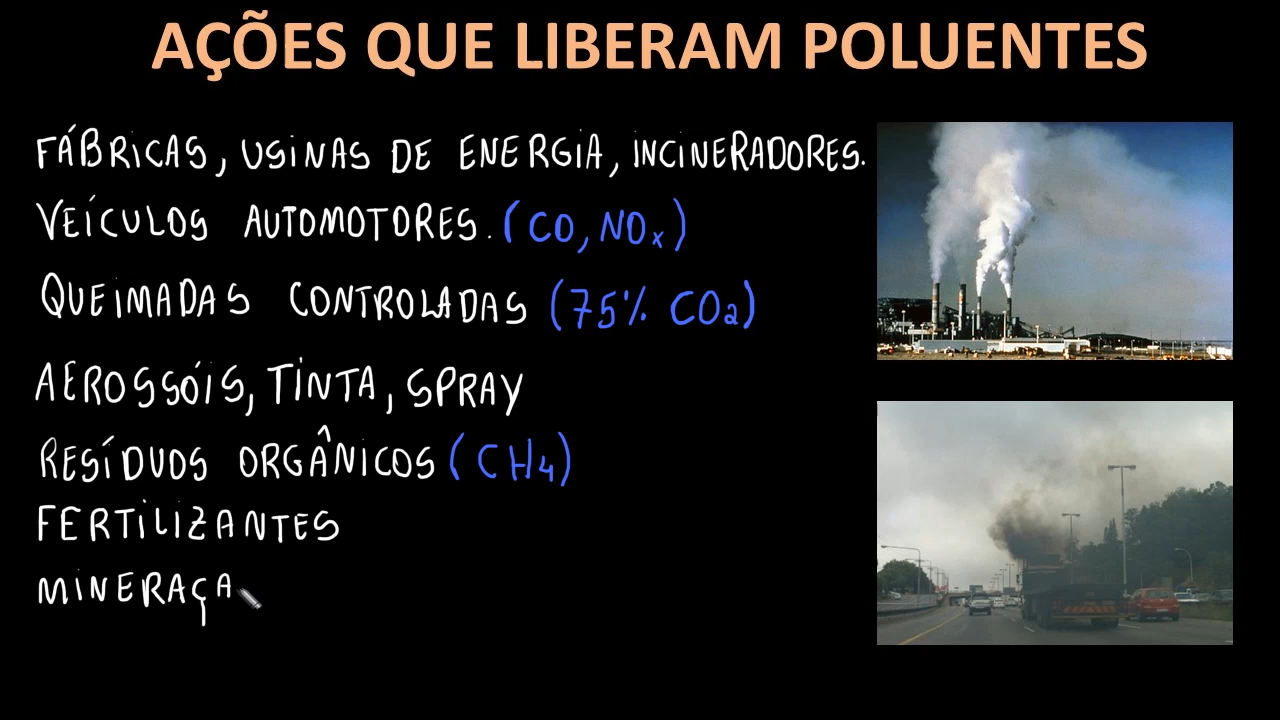 AÇÕES QUE LIBERAM POLUENTES
FÁBRICAS, USINAS DE ENERGIA, INCINERADORES.
VEÍCULOS AUTOMOTORES. (CO, NOx)
QUEIMADAS CONTROLADAS (75% CO2)
AEROSSÓIS, TINTA, SPRAY
RESÍDUOS ORGÂNICOS (CH4)
FERTILIZANTES
MINERAÇA